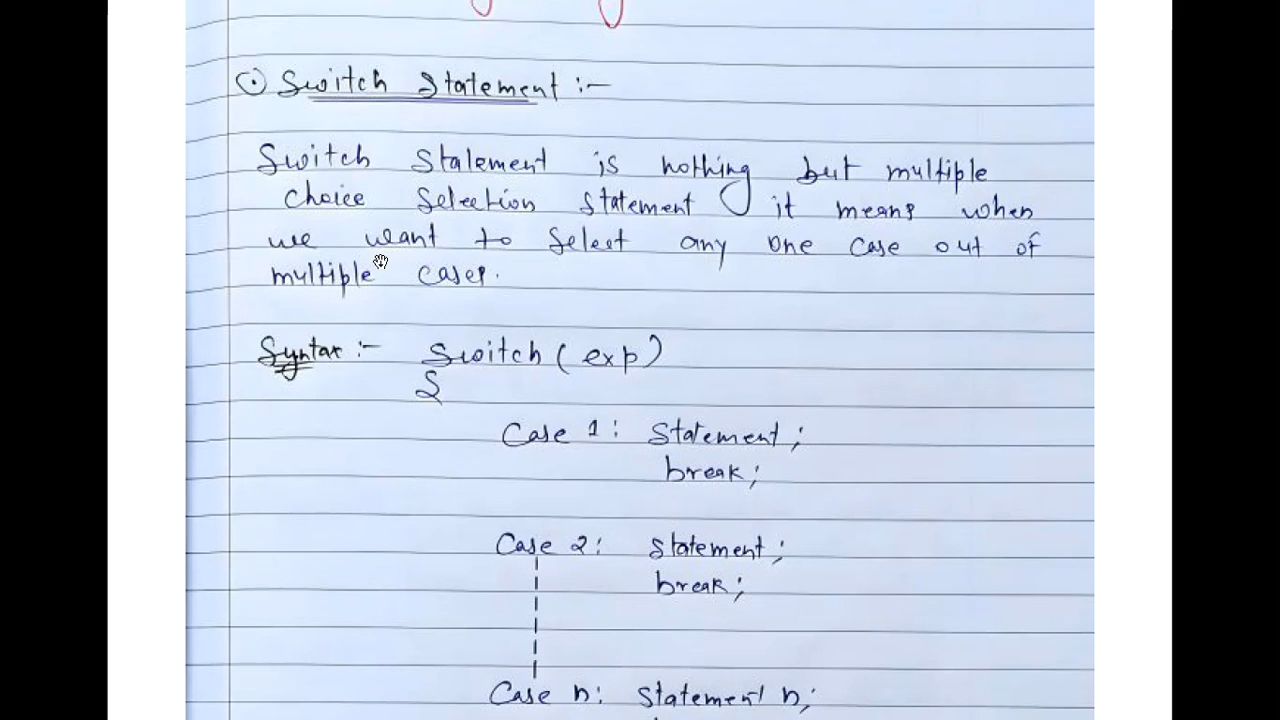 ⊙ Switch Statement :-
Switch Stalement is nothing but multiple
choice Selection Statement it means when
we want to Select any one case out of
multiple cases.
Syntax :- Switch ( exp )
{
Case 1 : Statement ;
break ;
Case 2 : Statement ;
break ;
Case n : Statement n ;